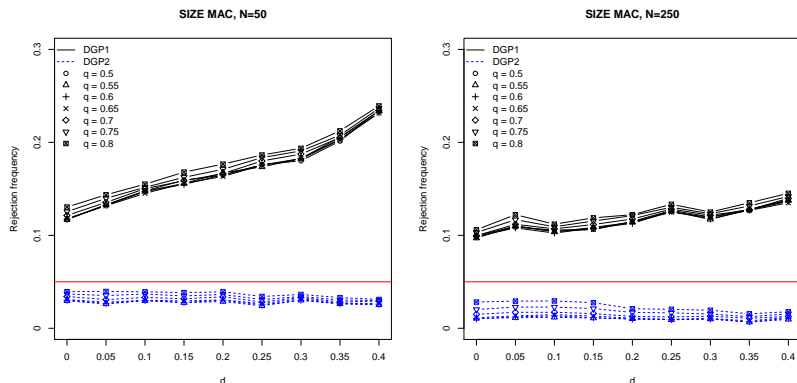 SIZE MAC, N=50
Rejection frequency
0.3
0.2
0.1
0
DGP1
DGP2
q = 0.5
q = 0.55
q = 0.6
q = 0.65
q = 0.7
q = 0.75
q = 0.8
0 0.05 0.1 0.15 0.2 0.25 0.3 0.35 0.4
d
SIZE MAC, N=250
Rejection frequency
0.3
0.2
0.1
0
DGP1
DGP2
q = 0.5
q = 0.55
q = 0.6
q = 0.65
q = 0.7
q = 0.75
q = 0.8
0 0.05 0.1 0.15 0.2 0.25 0.3 0.35 0.4
d